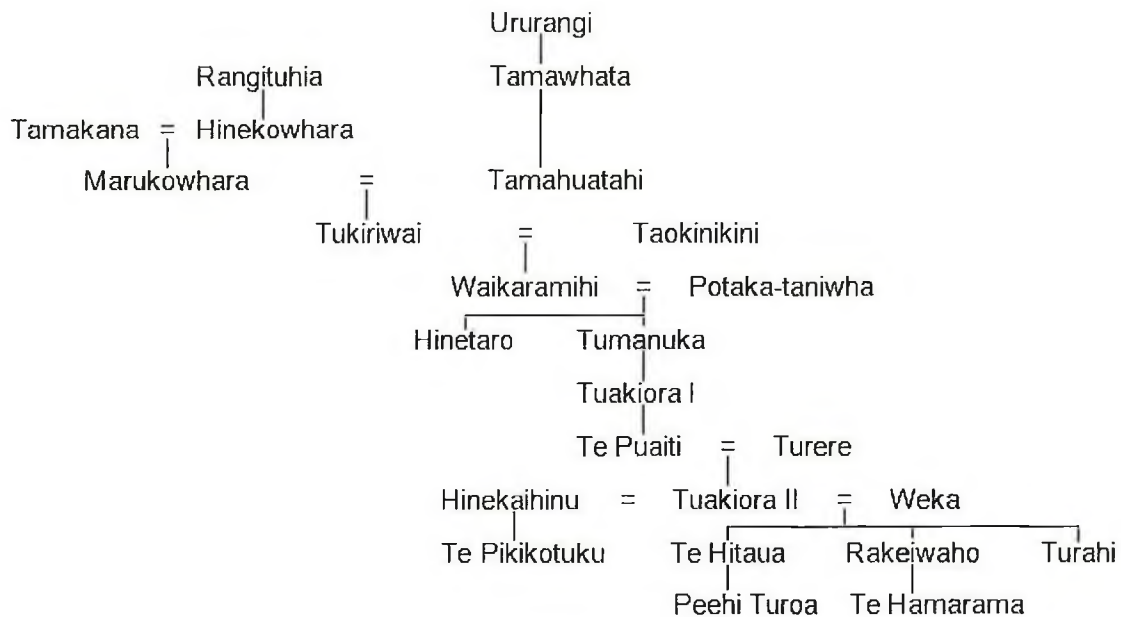 Ururangi
Rangituhia Tamawhata
Tamakana = Hinekowhara
Marukowhara = Tamahuatahi
Tukiriwai = Taokinikini
Waikaramihi = Potaka-taniwha
Hinetaro Tumanuka
Tuakiora I
Te Puaiti = Turere
Hinekaihinu = Tuakiora II = Weka
Te Pikikotuku Te Hitaua Rakeiwaho Turahi
Peehi Turoa Te Hamarama